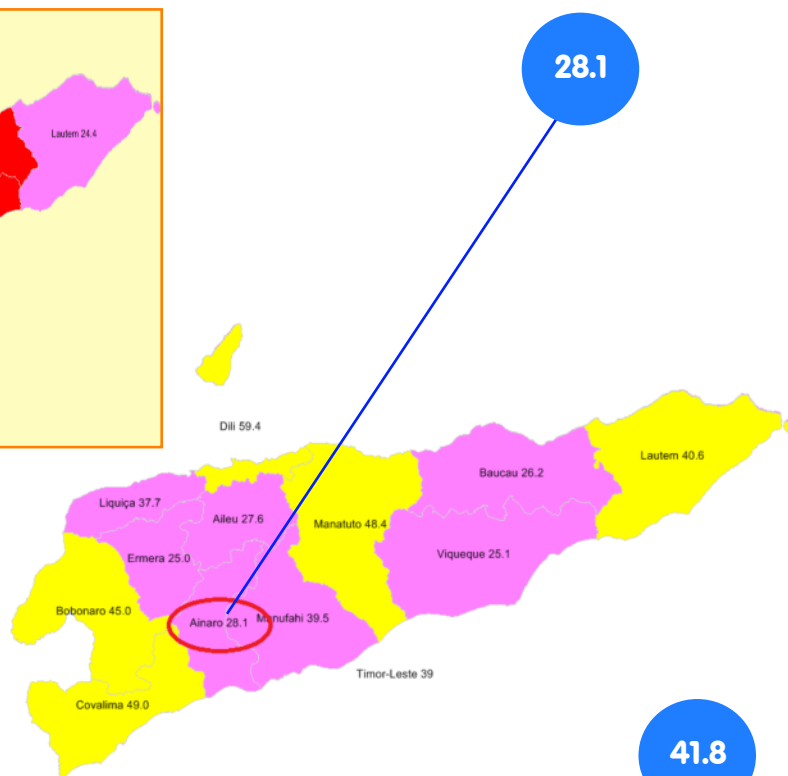 28.1
Lautem 24.4
Dili 59.4
Lautem 40.6
Baucau 26.2
Liquiça 37.7
Aileu 27.6
Manatuto 48.4
Ermera 25.0
Viqueque 25.1
Bobonaro 45.0
Ainaro 28.1
Manufahi 39.5
Timor-Leste 39
Covalima 49.0
41.8